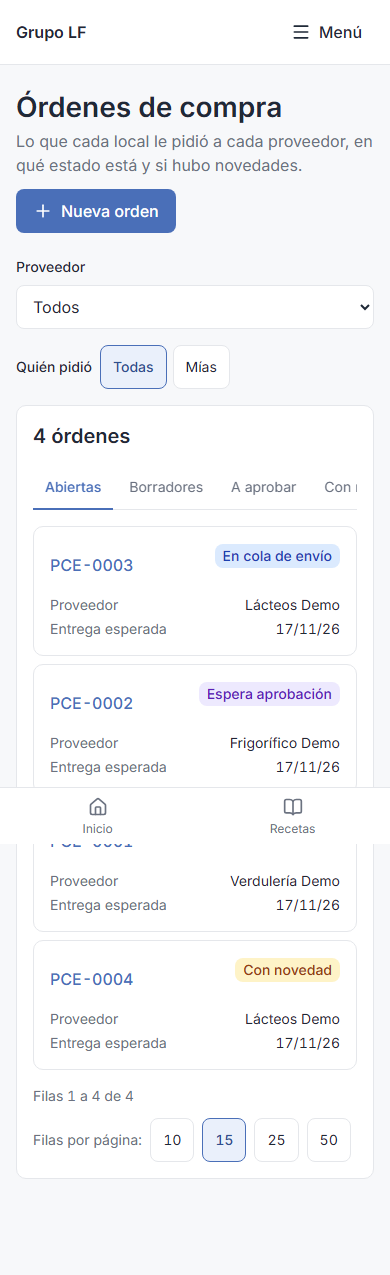 Grupo LF
Menú
Órdenes de compra
Lo que cada local le pidió a cada proveedor, en
qué estado está y si hubo novedades.
Nueva orden
Proveedor
Todos
Quién pidió
Todas
Mías
4 órdenes
Abiertas
Borradores
A aprobar
Con
PCE-0003
En cola de envío
Proveedor
Lácteos Demo
Entrega esperada
17/11/26
PCE-0002
Espera aprobación
Proveedor
Frigorífico Demo
Entrega esperada
17/11/26
Inicio
Recetas
Proveedor
Verdulería Demo
Entrega esperada
17/11/26
PCE-0004
Con novedad
Proveedor
Lácteos Demo
Entrega esperada
17/11/26
Filas 1 a 4 de 4
Filas por página:
10
15
25
50